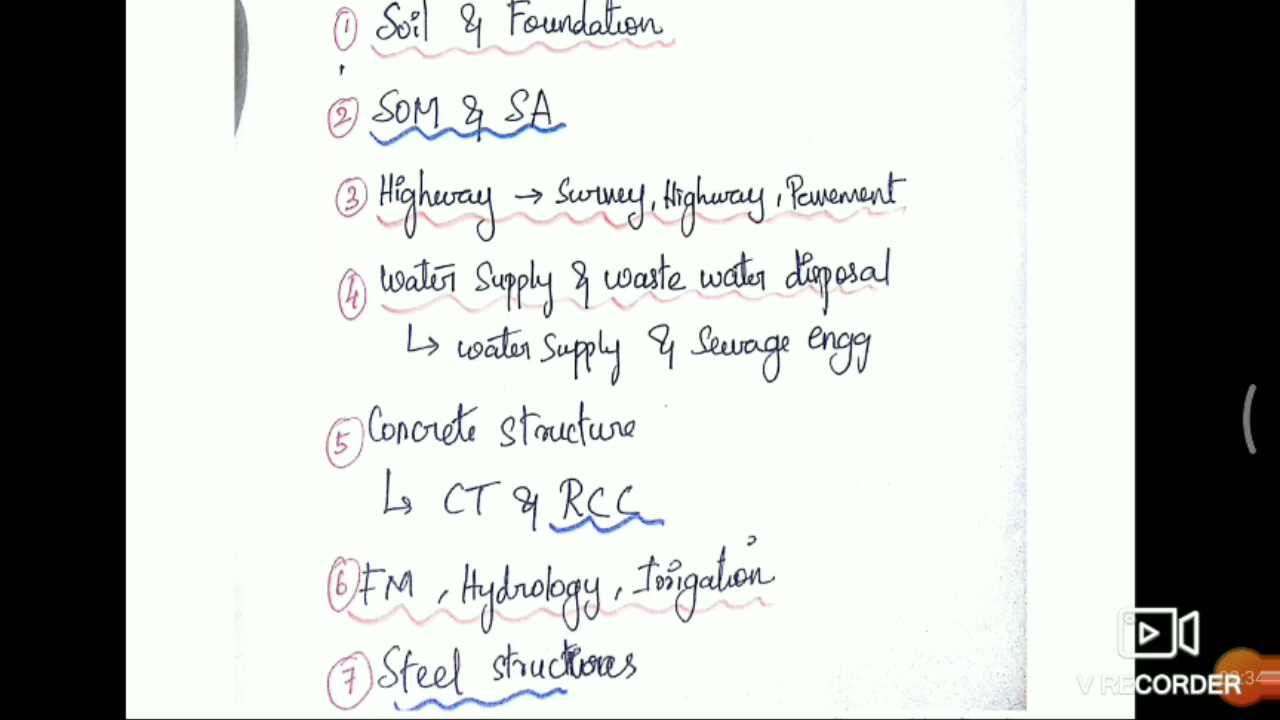 ① Soil & Foundation
② SOM & SA
③ Highway → Survey, Highway, Pavement
④ Water Supply & waste water disposal
↳ water supply & Sewage engg
⑤ Concrete structure
↳ CT & RCC
⑥ FM, Hydrology, Irrigation
⑦ Steel structures
V RECORDER